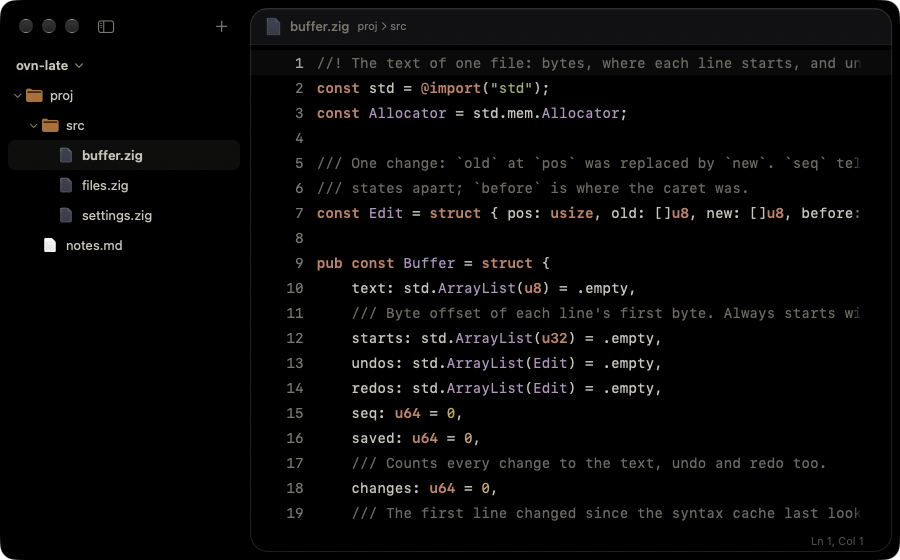 ovn-late
proj
src
buffer.zig
files.zig
settings.zig
notes.md
buffer.zig proj > src
1 //! The text of one file: bytes, where each line starts, and un
2 const std = @import("std");
3 const Allocator = std.mem.Allocator;
4
5 /// One change: `old` at `pos` was replaced by `new`. `seq` tel
6 /// states apart; `before` is where the caret was.
7 const Edit = struct { pos: usize, old: []u8, new: []u8, before:
8
9 pub const Buffer = struct {
10     text: std.ArrayList(u8) = .empty,
11     /// Byte offset of each line's first byte. Always starts wi
12     starts: std.ArrayList(u32) = .empty,
13     undos: std.ArrayList(Edit) = .empty,
14     redos: std.ArrayList(Edit) = .empty,
15     seq: u64 = 0,
16     saved: u64 = 0,
17     /// Counts every change to the text, undo and redo too.
18     changes: u64 = 0,
19     /// The first line changed since the syntax cache last look
Ln 1, Col 1